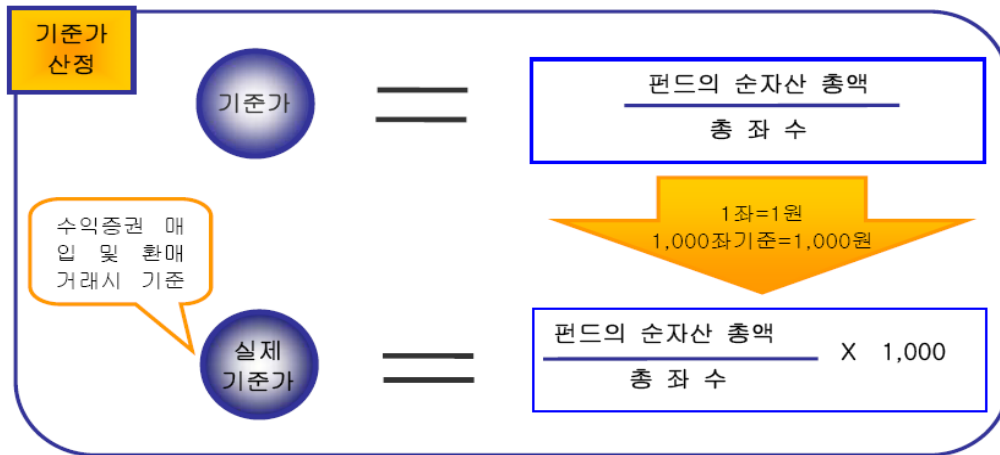 기준가
산정
기준가
펀드의 순자산 총액
총 좌 수
1좌=1원
1,000좌기준=1,000원
수익증권 매
입 및 환매
거래시 기준
실제
기준가
펀드의 순자산 총액
총 좌 수
X 1,000